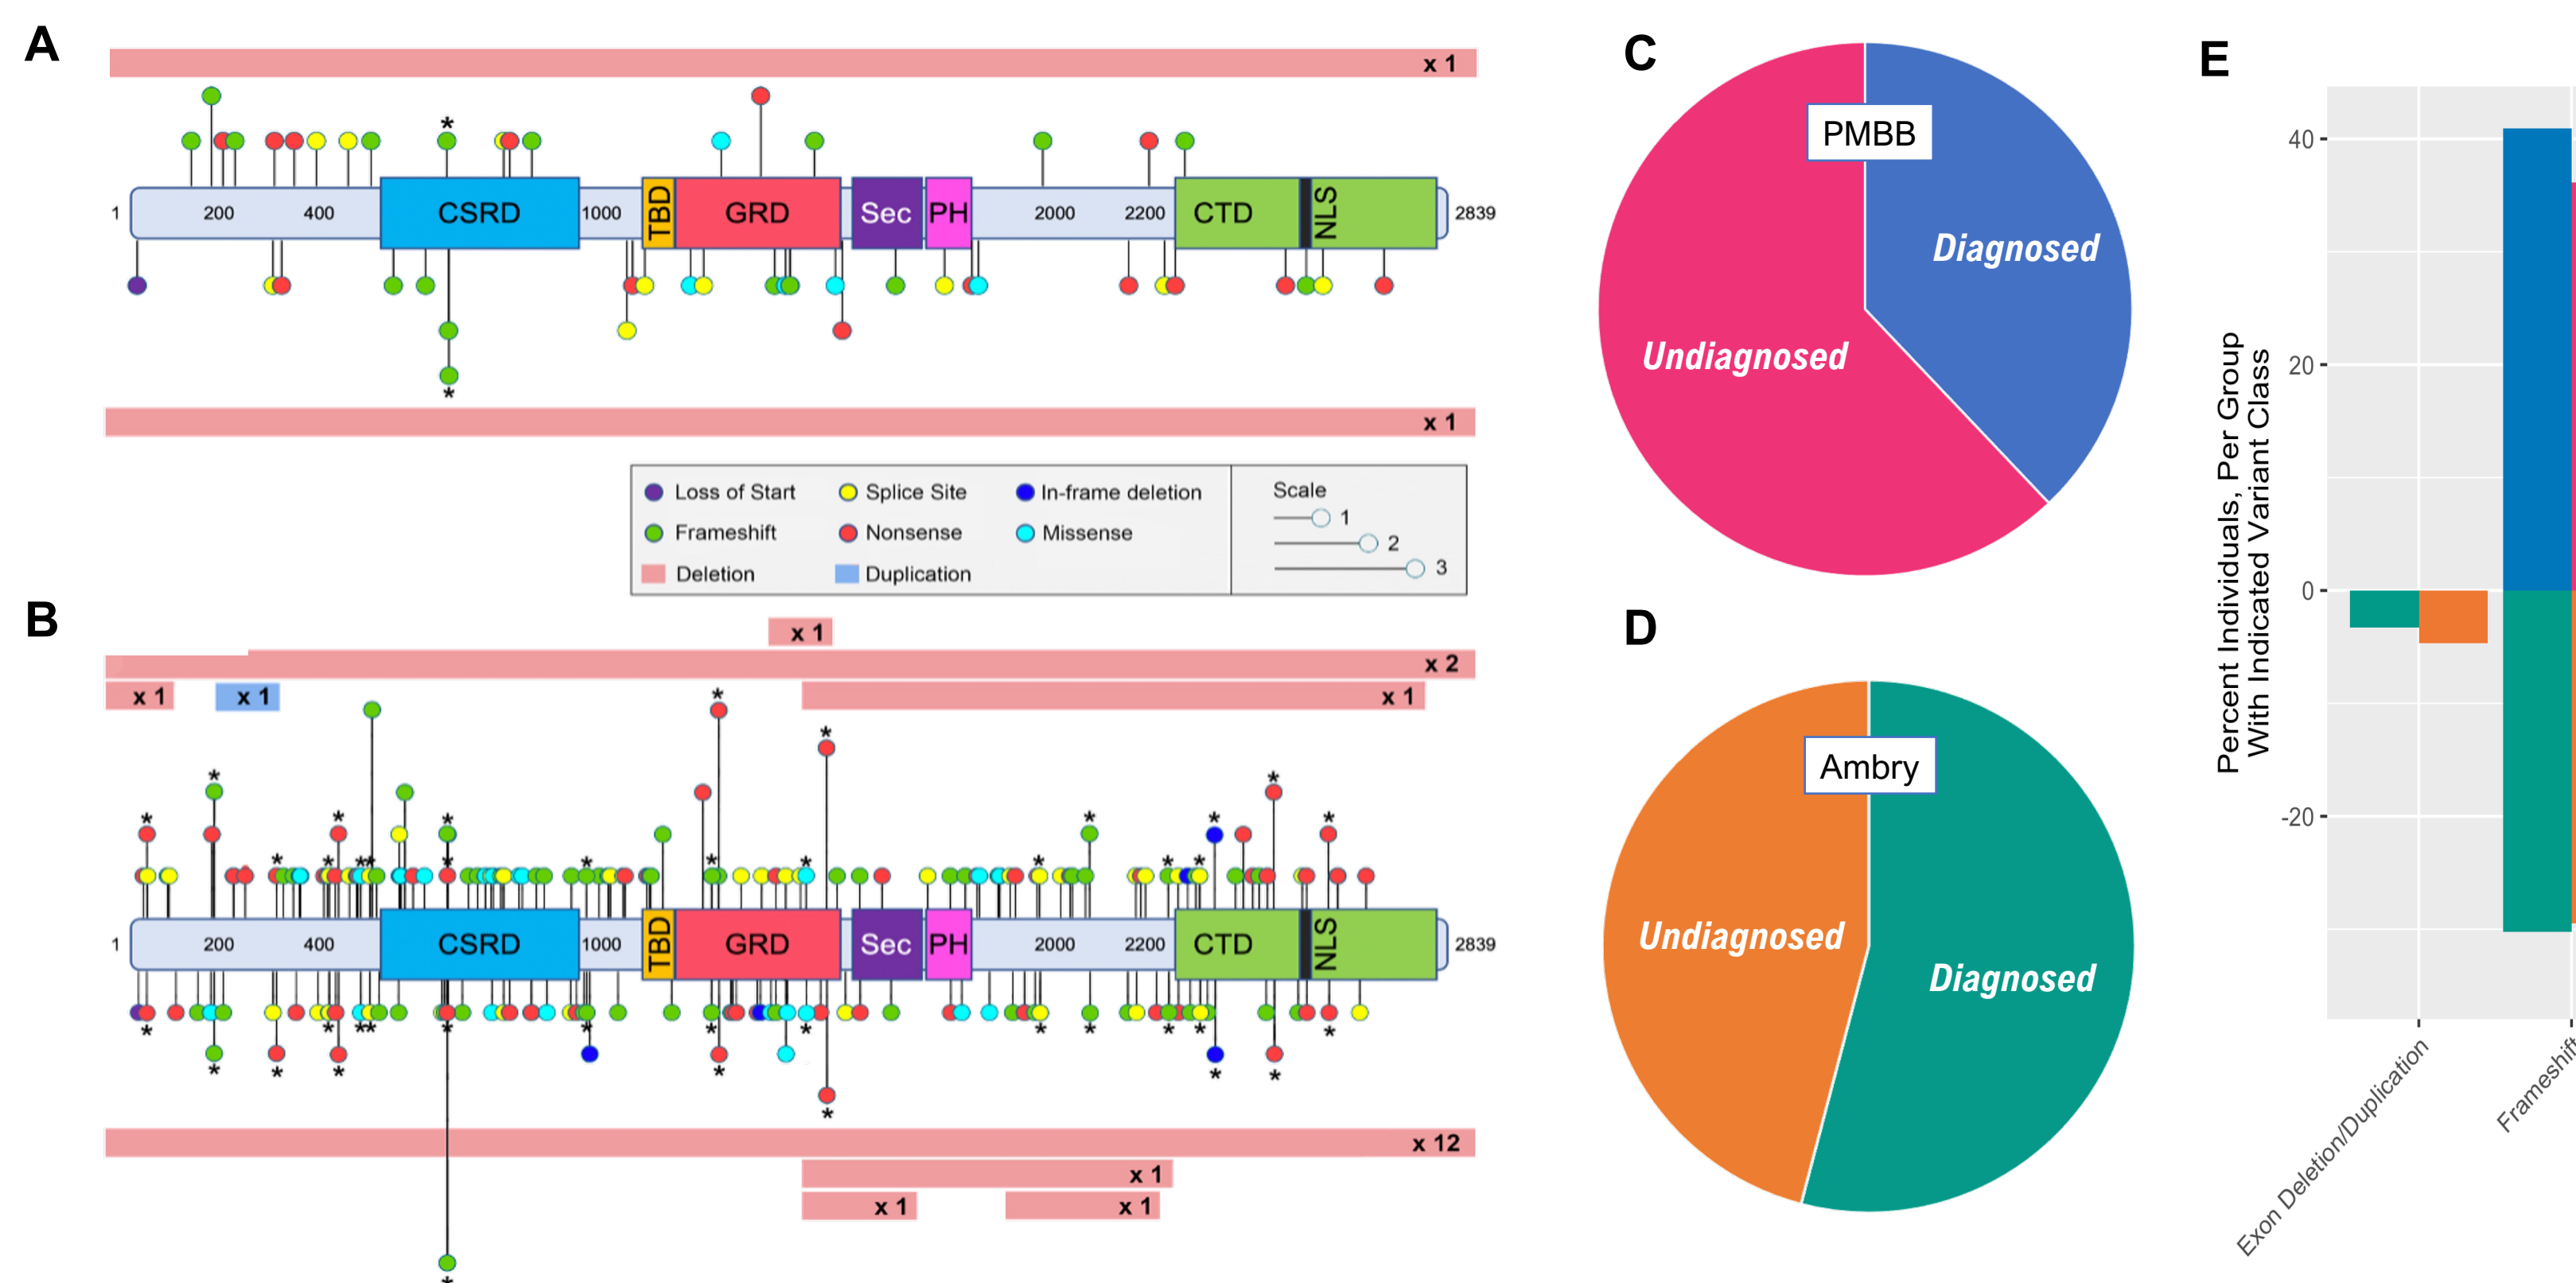 A
x 1
*
1
200
400
CSRD
1000
TBD
GRD
Sec
PH
2000
2200
CTD
NLS
2839
*
x 1
Loss of Start
Splice Site
In-frame deletion
Frameshift
Nonsense
Missense
Deletion
Duplication
Scale
1
2
3
B
x 1
x 2
x 1
x 1
x 1
1
200
400
CSRD
1000
TBD
GRD
Sec
PH
2000
2200
CTD
NLS
2839
x 12
x 1
x 1
x 1
C
PMBB
Diagnosed
Undiagnosed
D
Ambry
Undiagnosed
Diagnosed
E
Percent Individuals, Per Group
With Indicated Variant Class
40
20
0
-20
Exon Deletion/Duplication
Frameshift